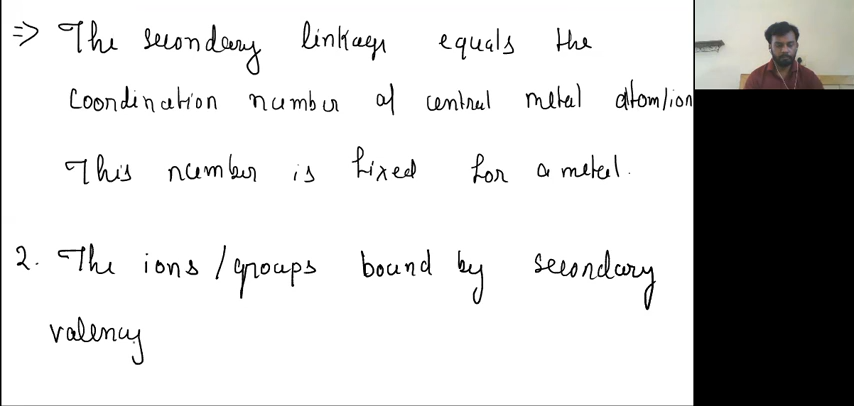 ⇒ The secondary linkage equals the
coordination number of central metal atom/ion
This number is fixed for a metal.
2. The ions/groups bound by secondary
valency